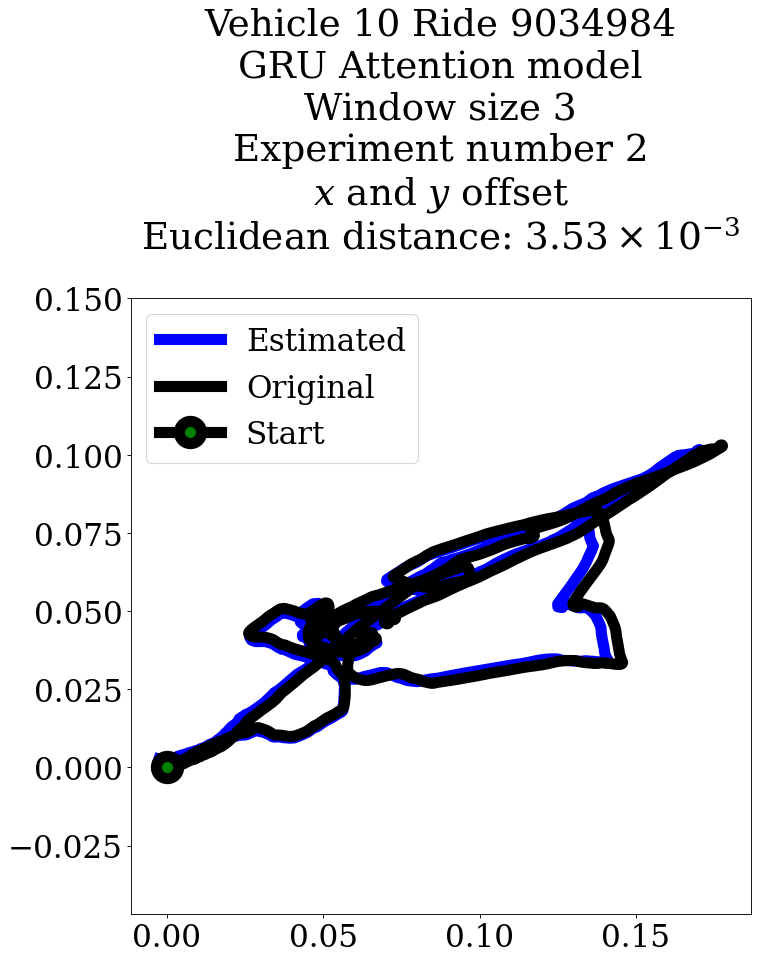 Vehicle 10 Ride 9034984
GRU Attention model
Window size 3
Experiment number 2
x and y offset
Euclidean distance: 3.53 × 10⁻³
0.150
Estimated
0.125
Original
0.100
Start
0.075
0.050
0.025
0.000
−0.025
0.00 0.05 0.10 0.15